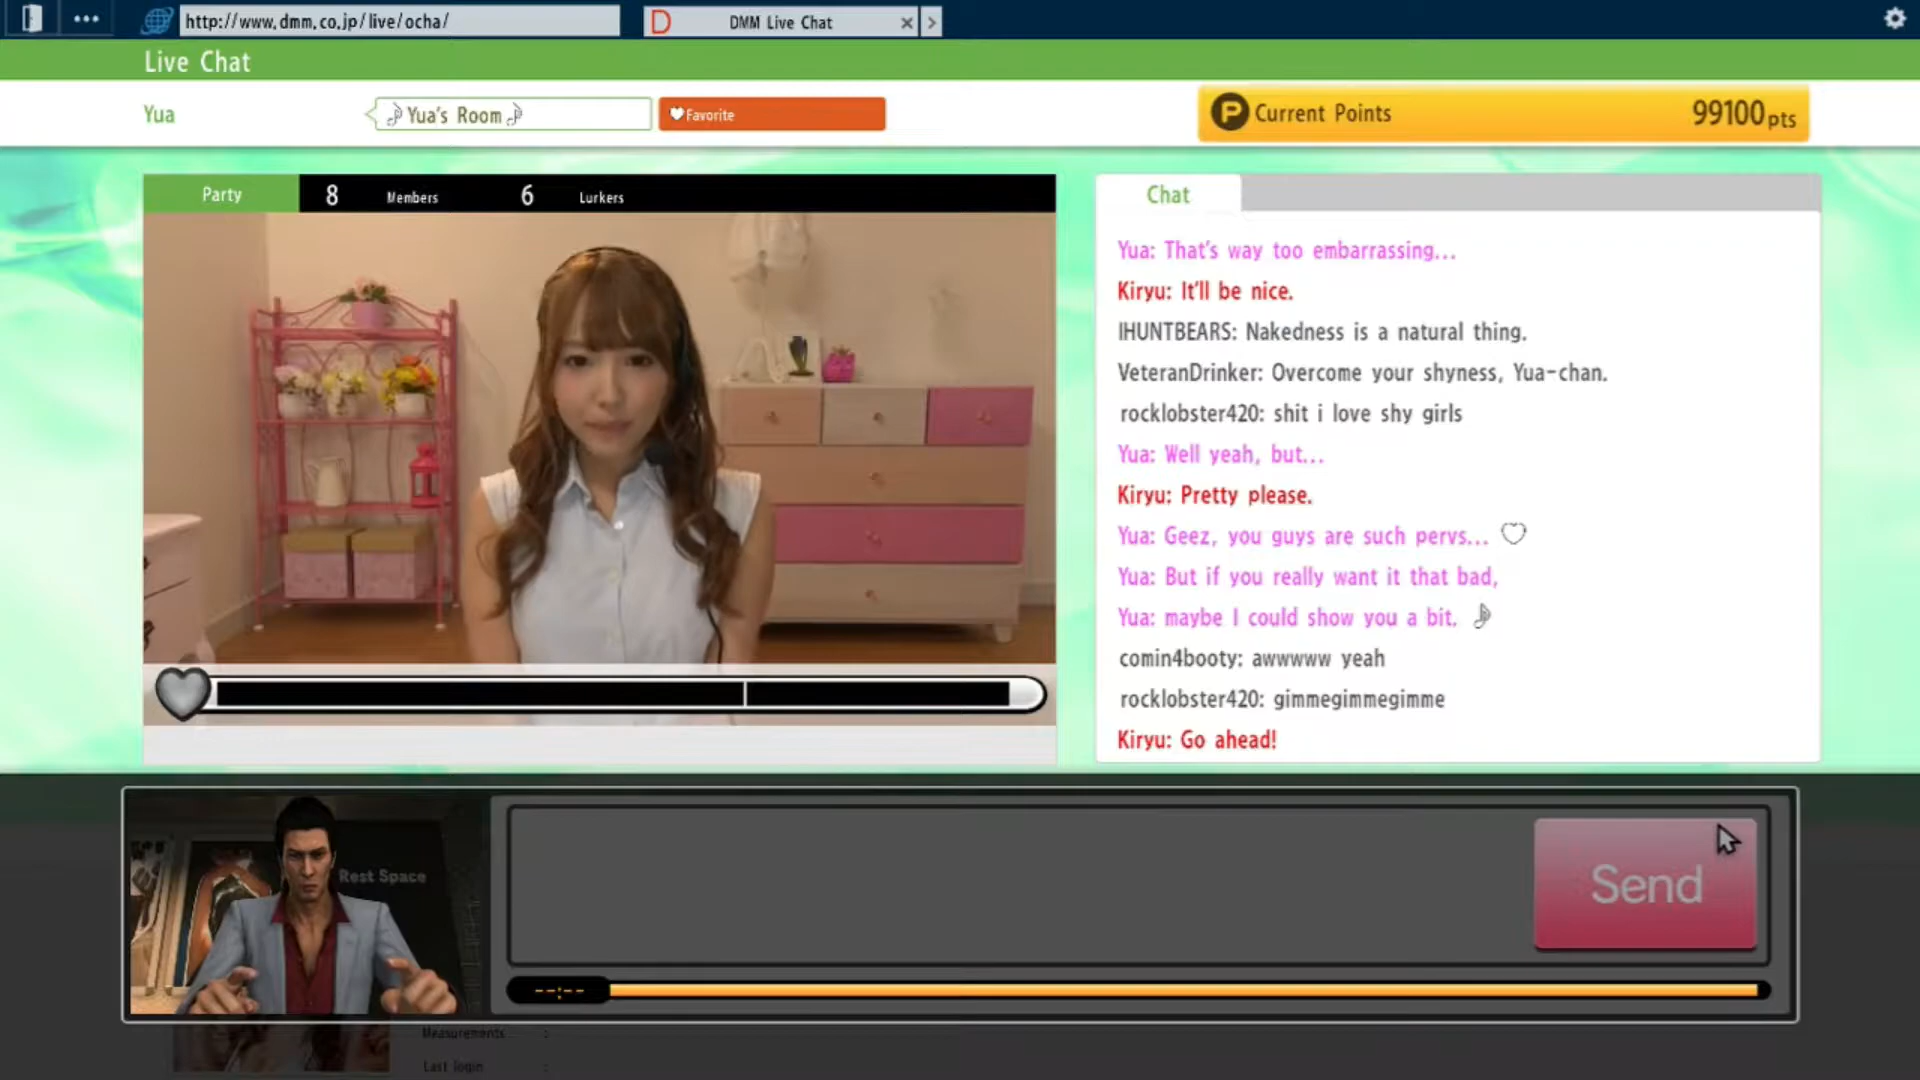 http://www.dmm.co.jp/live/ocha/
DMM Live Chat
Live Chat
Yua
Yua's Room
Favorite
P Current Points 99100 pts
Party 8 Members 6 Lurkers
Chat
Yua: That's way too embarrassing...
Kiryu: It'll be nice.
IHUNTBEARS: Nakedness is a natural thing.
VeteranDrinker: Overcome your shyness, Yua-chan.
rocklobster420: shit i love shy girls
Yua: Well yeah, but...
Kiryu: Pretty please.
Yua: Geez, you guys are such pervs... ♡
Yua: But if you really want it that bad,
Yua: maybe I could show you a bit. ♪
comin4booty: awwwww yeah
rocklobster420: gimmegimmegimme
Kiryu: Go ahead!
Rest Space
Send
--:--
Measurements :
Last login :